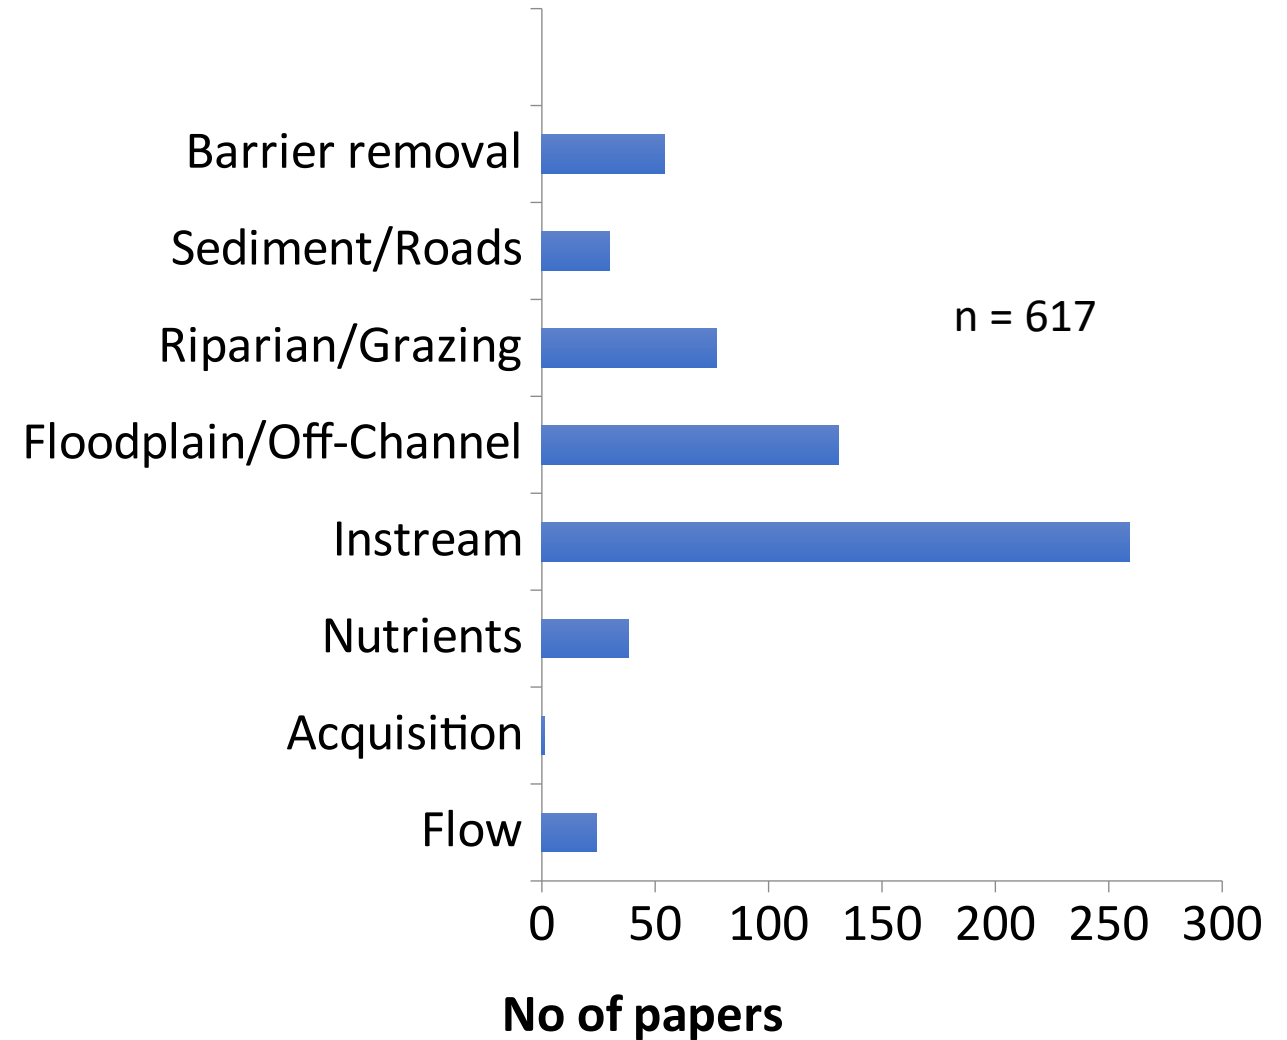 Barrier removal
Sediment/Roads
Riparian/Grazing
n = 617
Floodplain/Off-Channel
Instream
Nutrients
Acquisition
Flow
0 50 100 150 200 250 300
No of papers